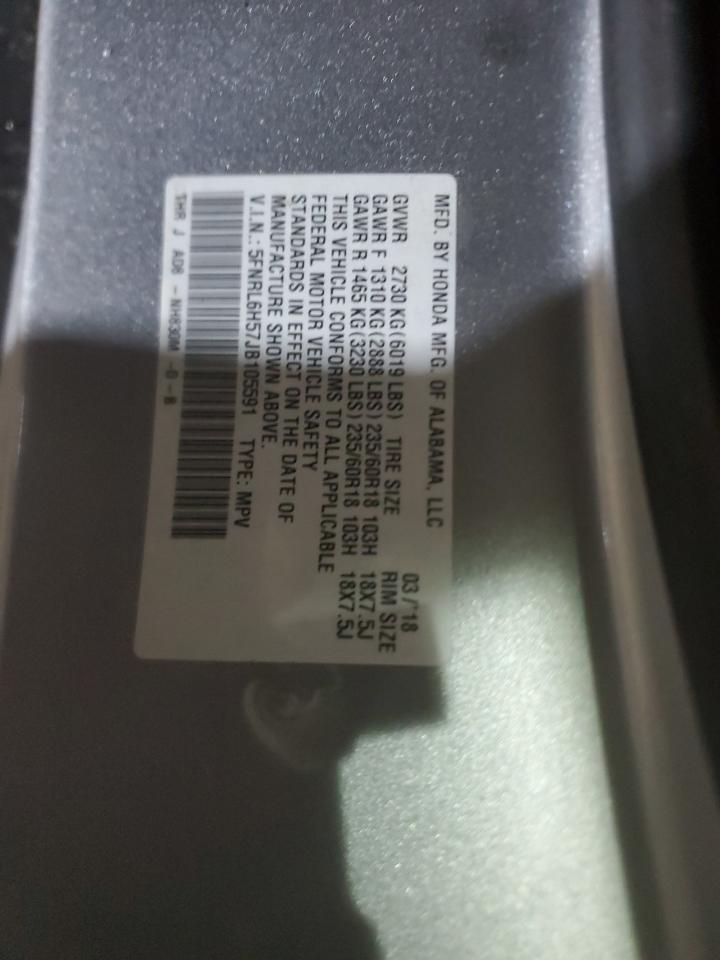 MFD. BY HONDA MFG. OF ALABAMA, LLC
03/'18
GVWR 2730 KG(6019 LBS) TIRE SIZE RIM SIZE
GAWR F 1310 KG(2888 LBS) 235/60R18 103H 18X7.5J
GAWR R 1465 KG(3230 LBS) 235/60R18 103H 18X7.5J
THIS VEHICLE CONFORMS TO ALL APPLICABLE
FEDERAL MOTOR VEHICLE SAFETY
STANDARDS IN EFFECT ON THE DATE OF
MANUFACTURE SHOWN ABOVE.
V.I.N.: 5FNRL6H57JB105591 TYPE: MPV
THR J AD6 - NH830M -D-B